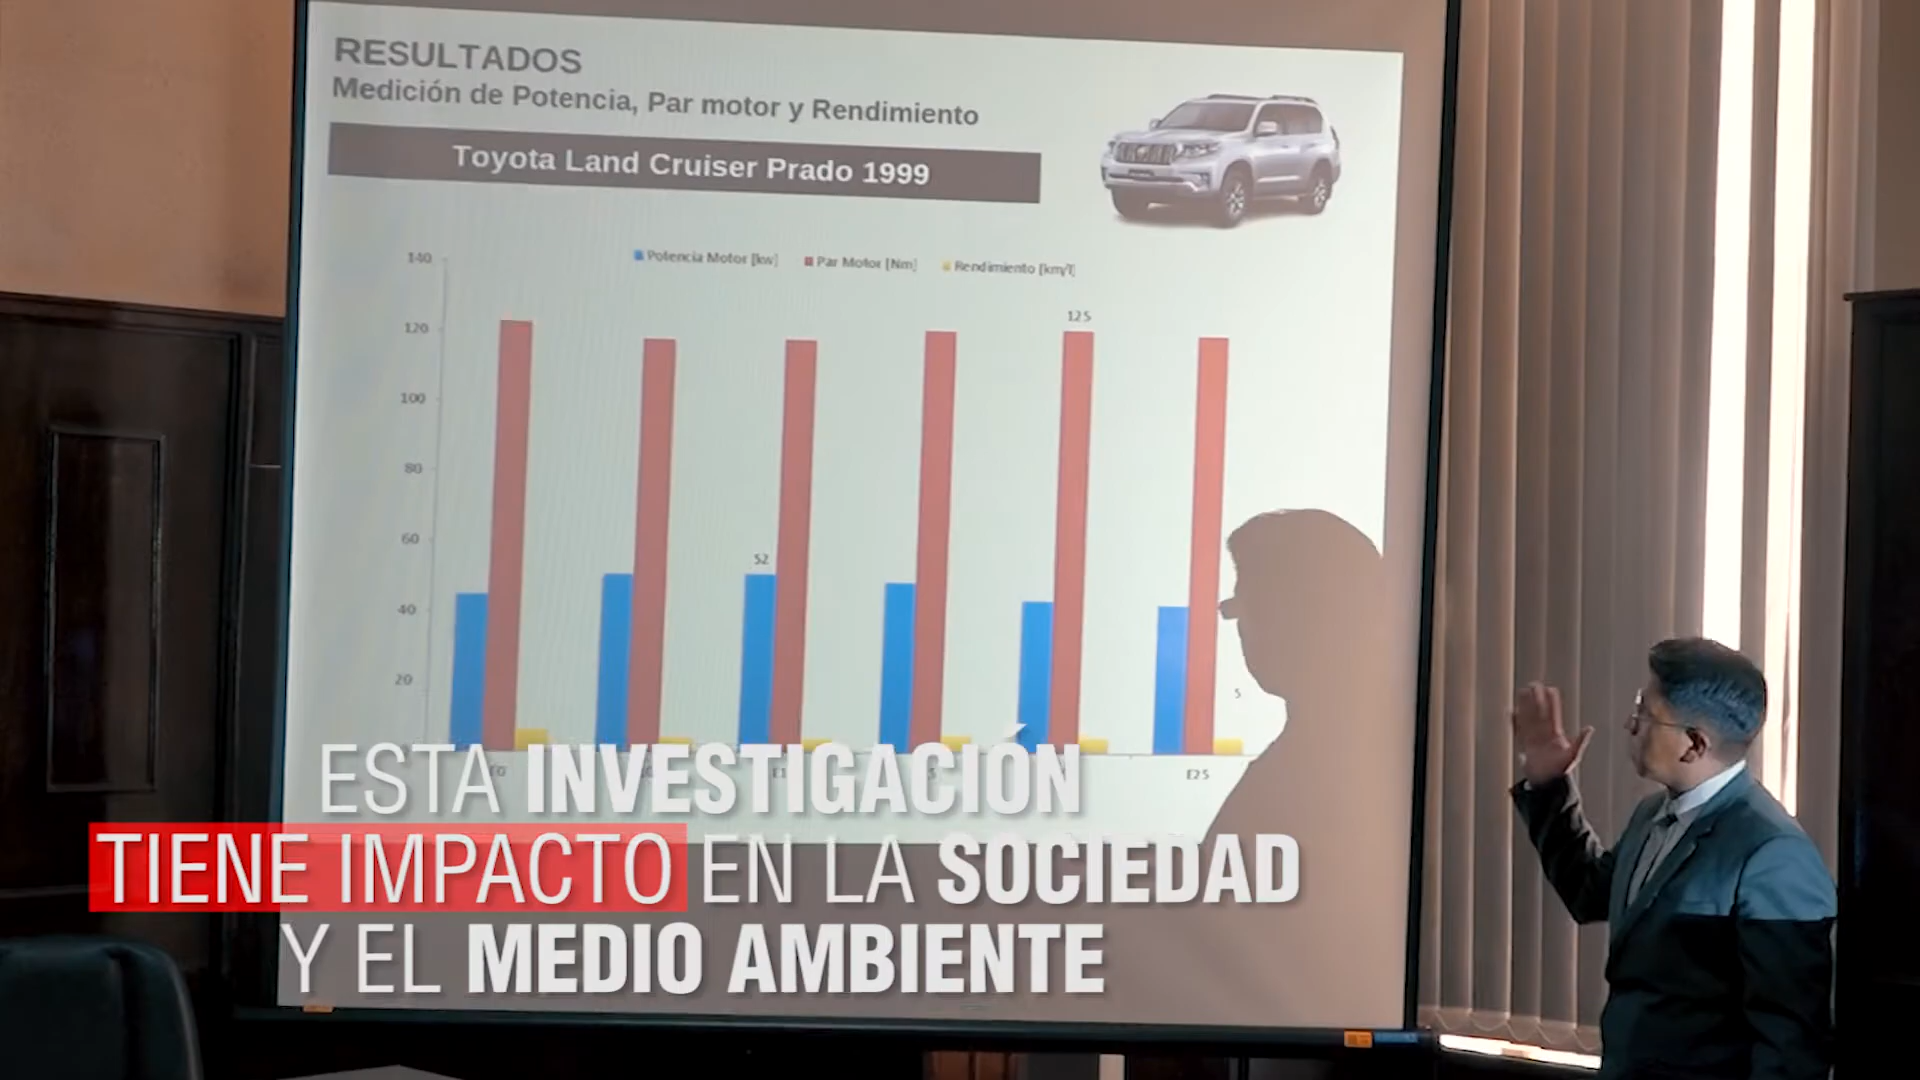 RESULTADOS
Medición de Potencia, Par motor y Rendimiento
Toyota Land Cruiser Prado 1999
Potencia Motor [kw] Par Motor [Nm] Rendimiento [km/l]
140
120
100
80
60
40
20
125
52
5
E25
ESTA INVESTIGACION
TIENE IMPACTO EN LA SOCIEDAD
Y EL MEDIO AMBIENTE